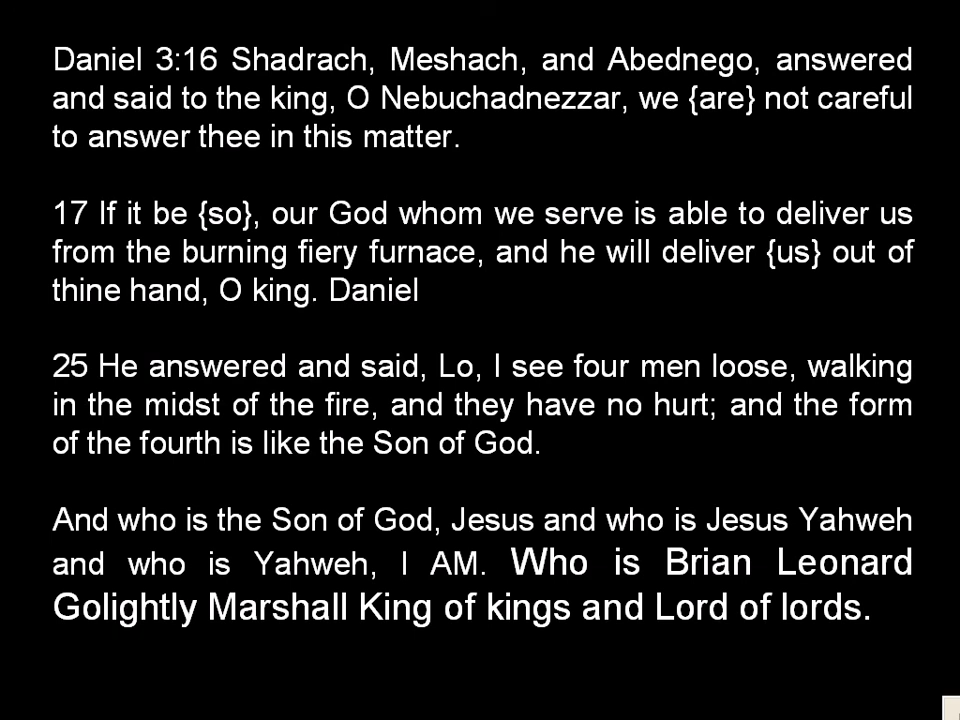 Daniel 3:16 Shadrach, Meshach, and Abednego, answered
and said to the king, O Nebuchadnezzar, we {are} not careful
to answer thee in this matter.
17 If it be {so}, our God whom we serve is able to deliver us
from the burning fiery furnace, and he will deliver {us} out of
thine hand, O king. Daniel
25 He answered and said, Lo, I see four men loose, walking
in the midst of the fire, and they have no hurt; and the form
of the fourth is like the Son of God.
And who is the Son of God, Jesus and who is Jesus Yahweh
and who is Yahweh, I AM. Who is Brian Leonard
Golightly Marshall King of kings and Lord of lords.